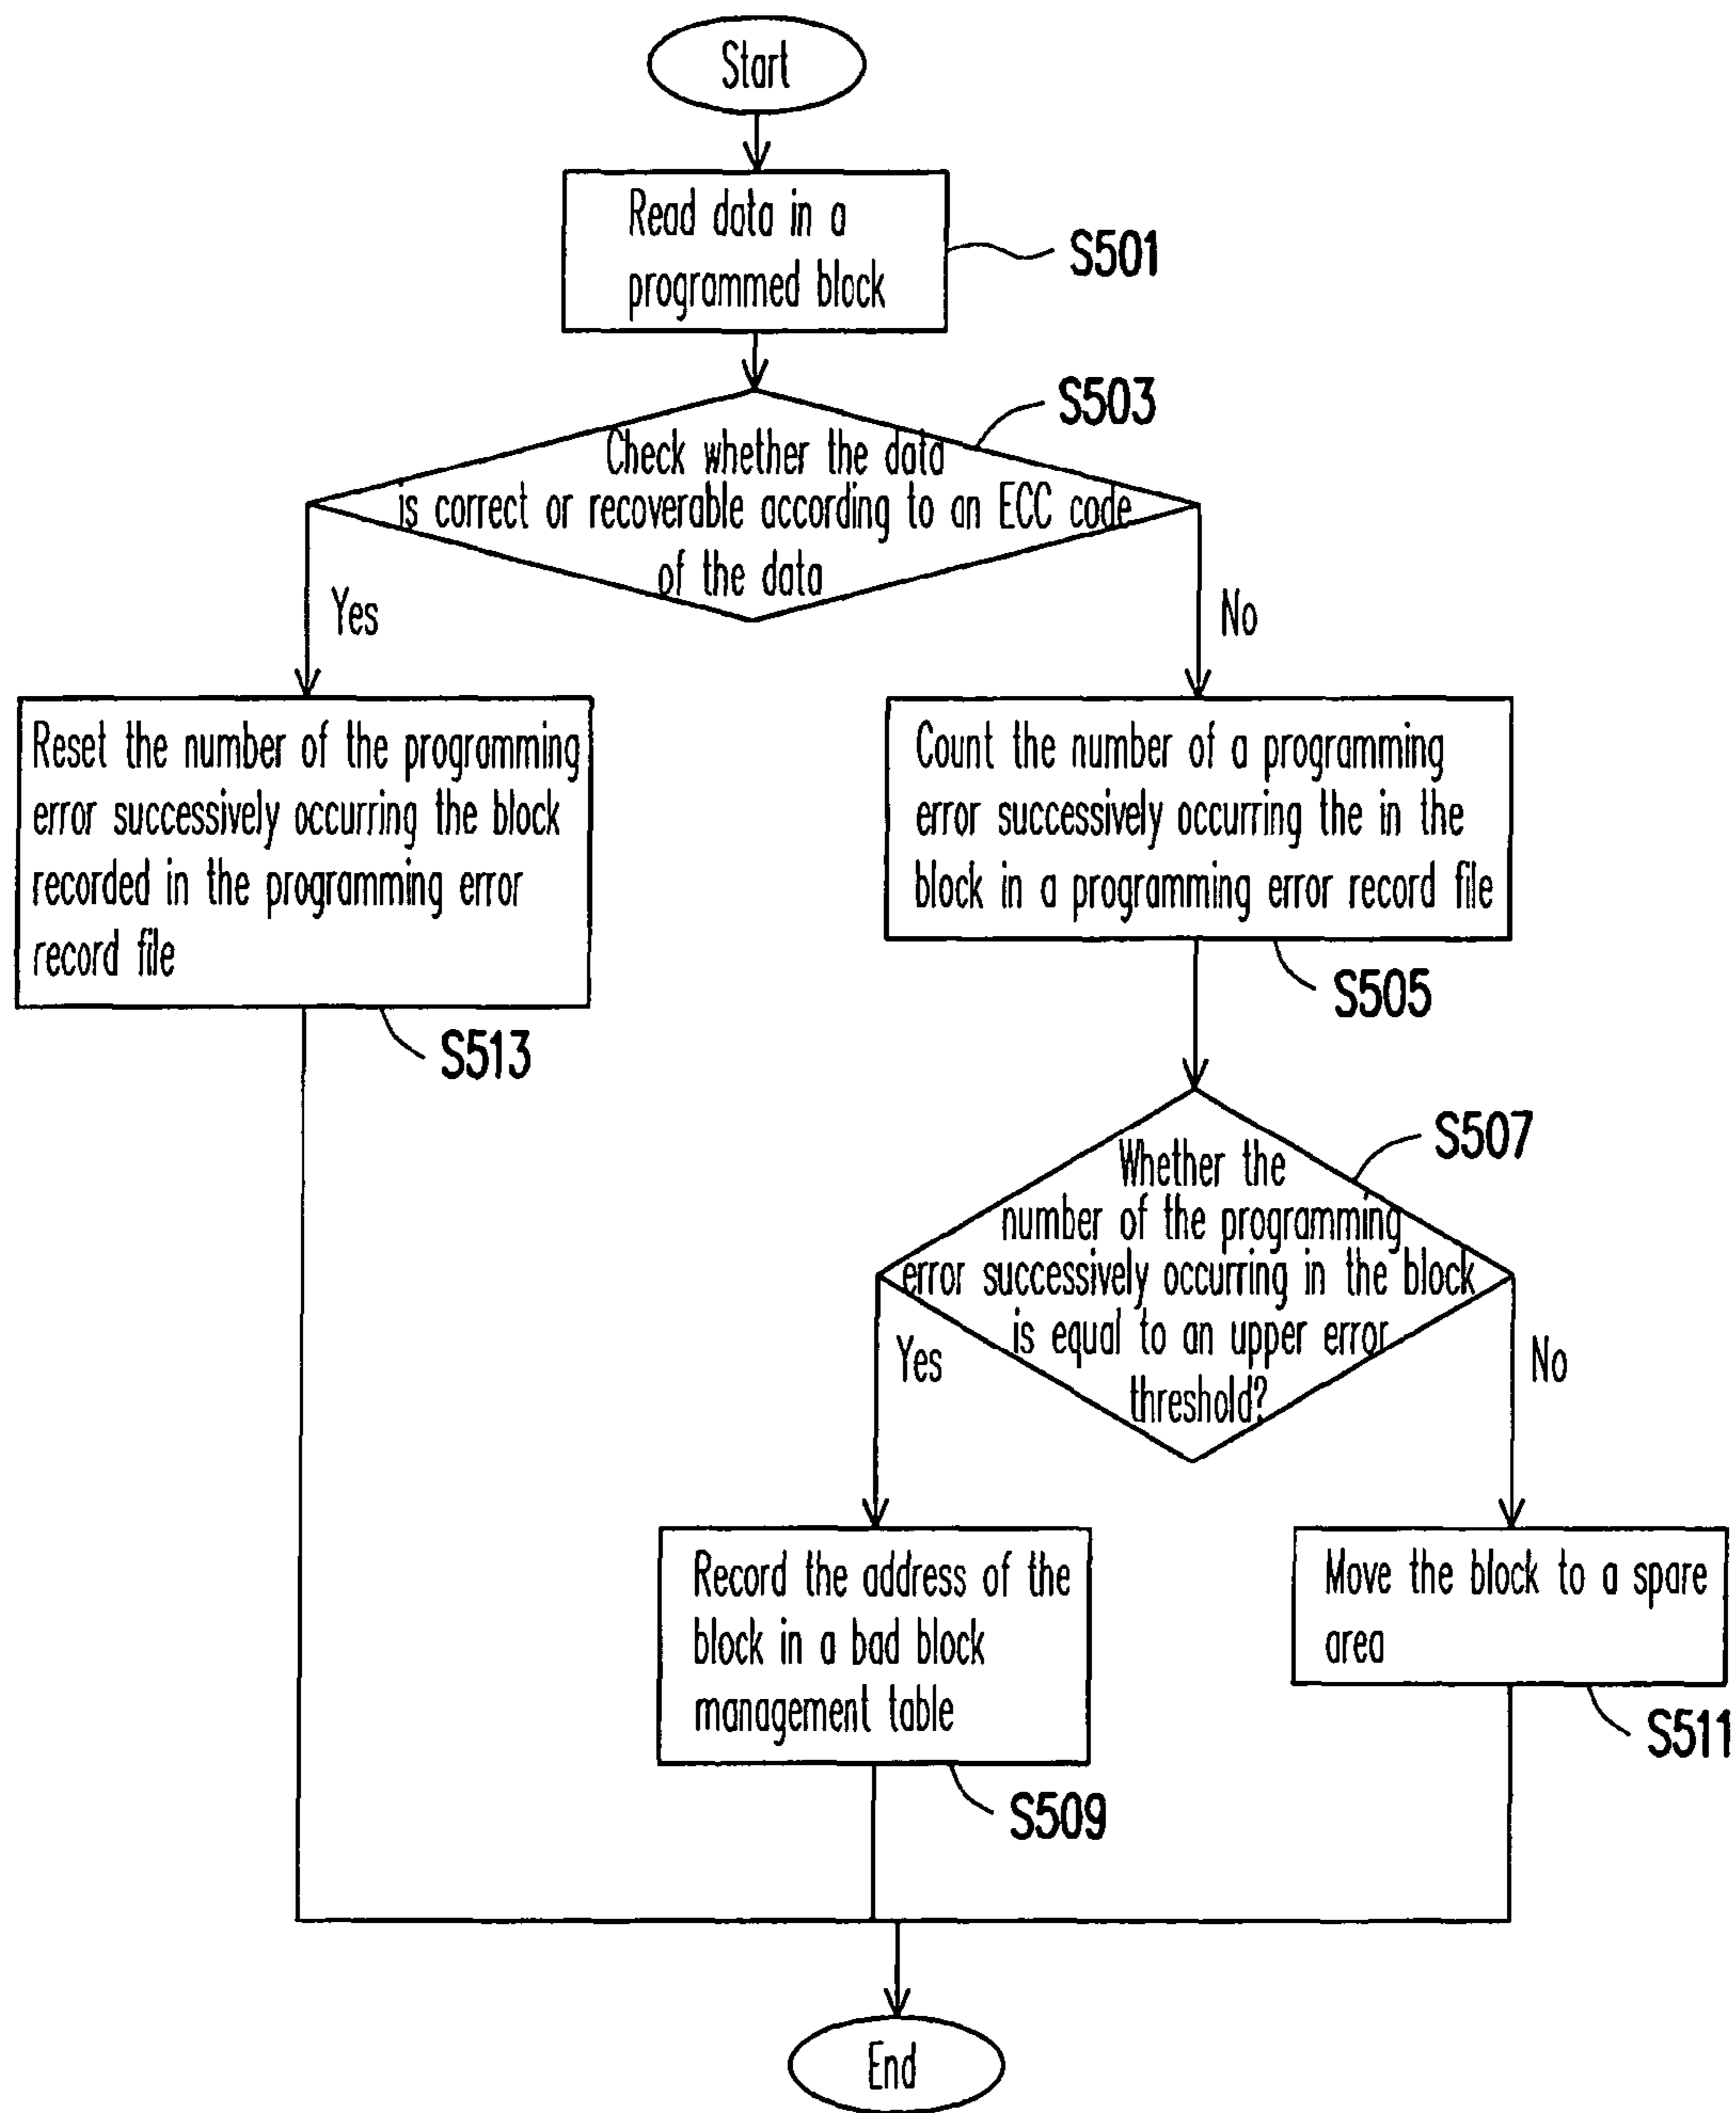 Start
Read data in a
programmed block
S501
S503
Check whether the data
is correct or recoverable according to an ECC code
of the data
Yes
No
Reset the number of the programming
error successively occurring the block
recorded in the programming error
record file
S513
Count the number of a programming
error successively occurring the in the
block in a programming error record file
S505
S507
Whether the
number of the programming
error successively occurring in the block
is equal to an upper error
threshold?
Yes
No
Record the address of the
block in a bad block
management table
S509
Move the block to a spare
area
S511
End